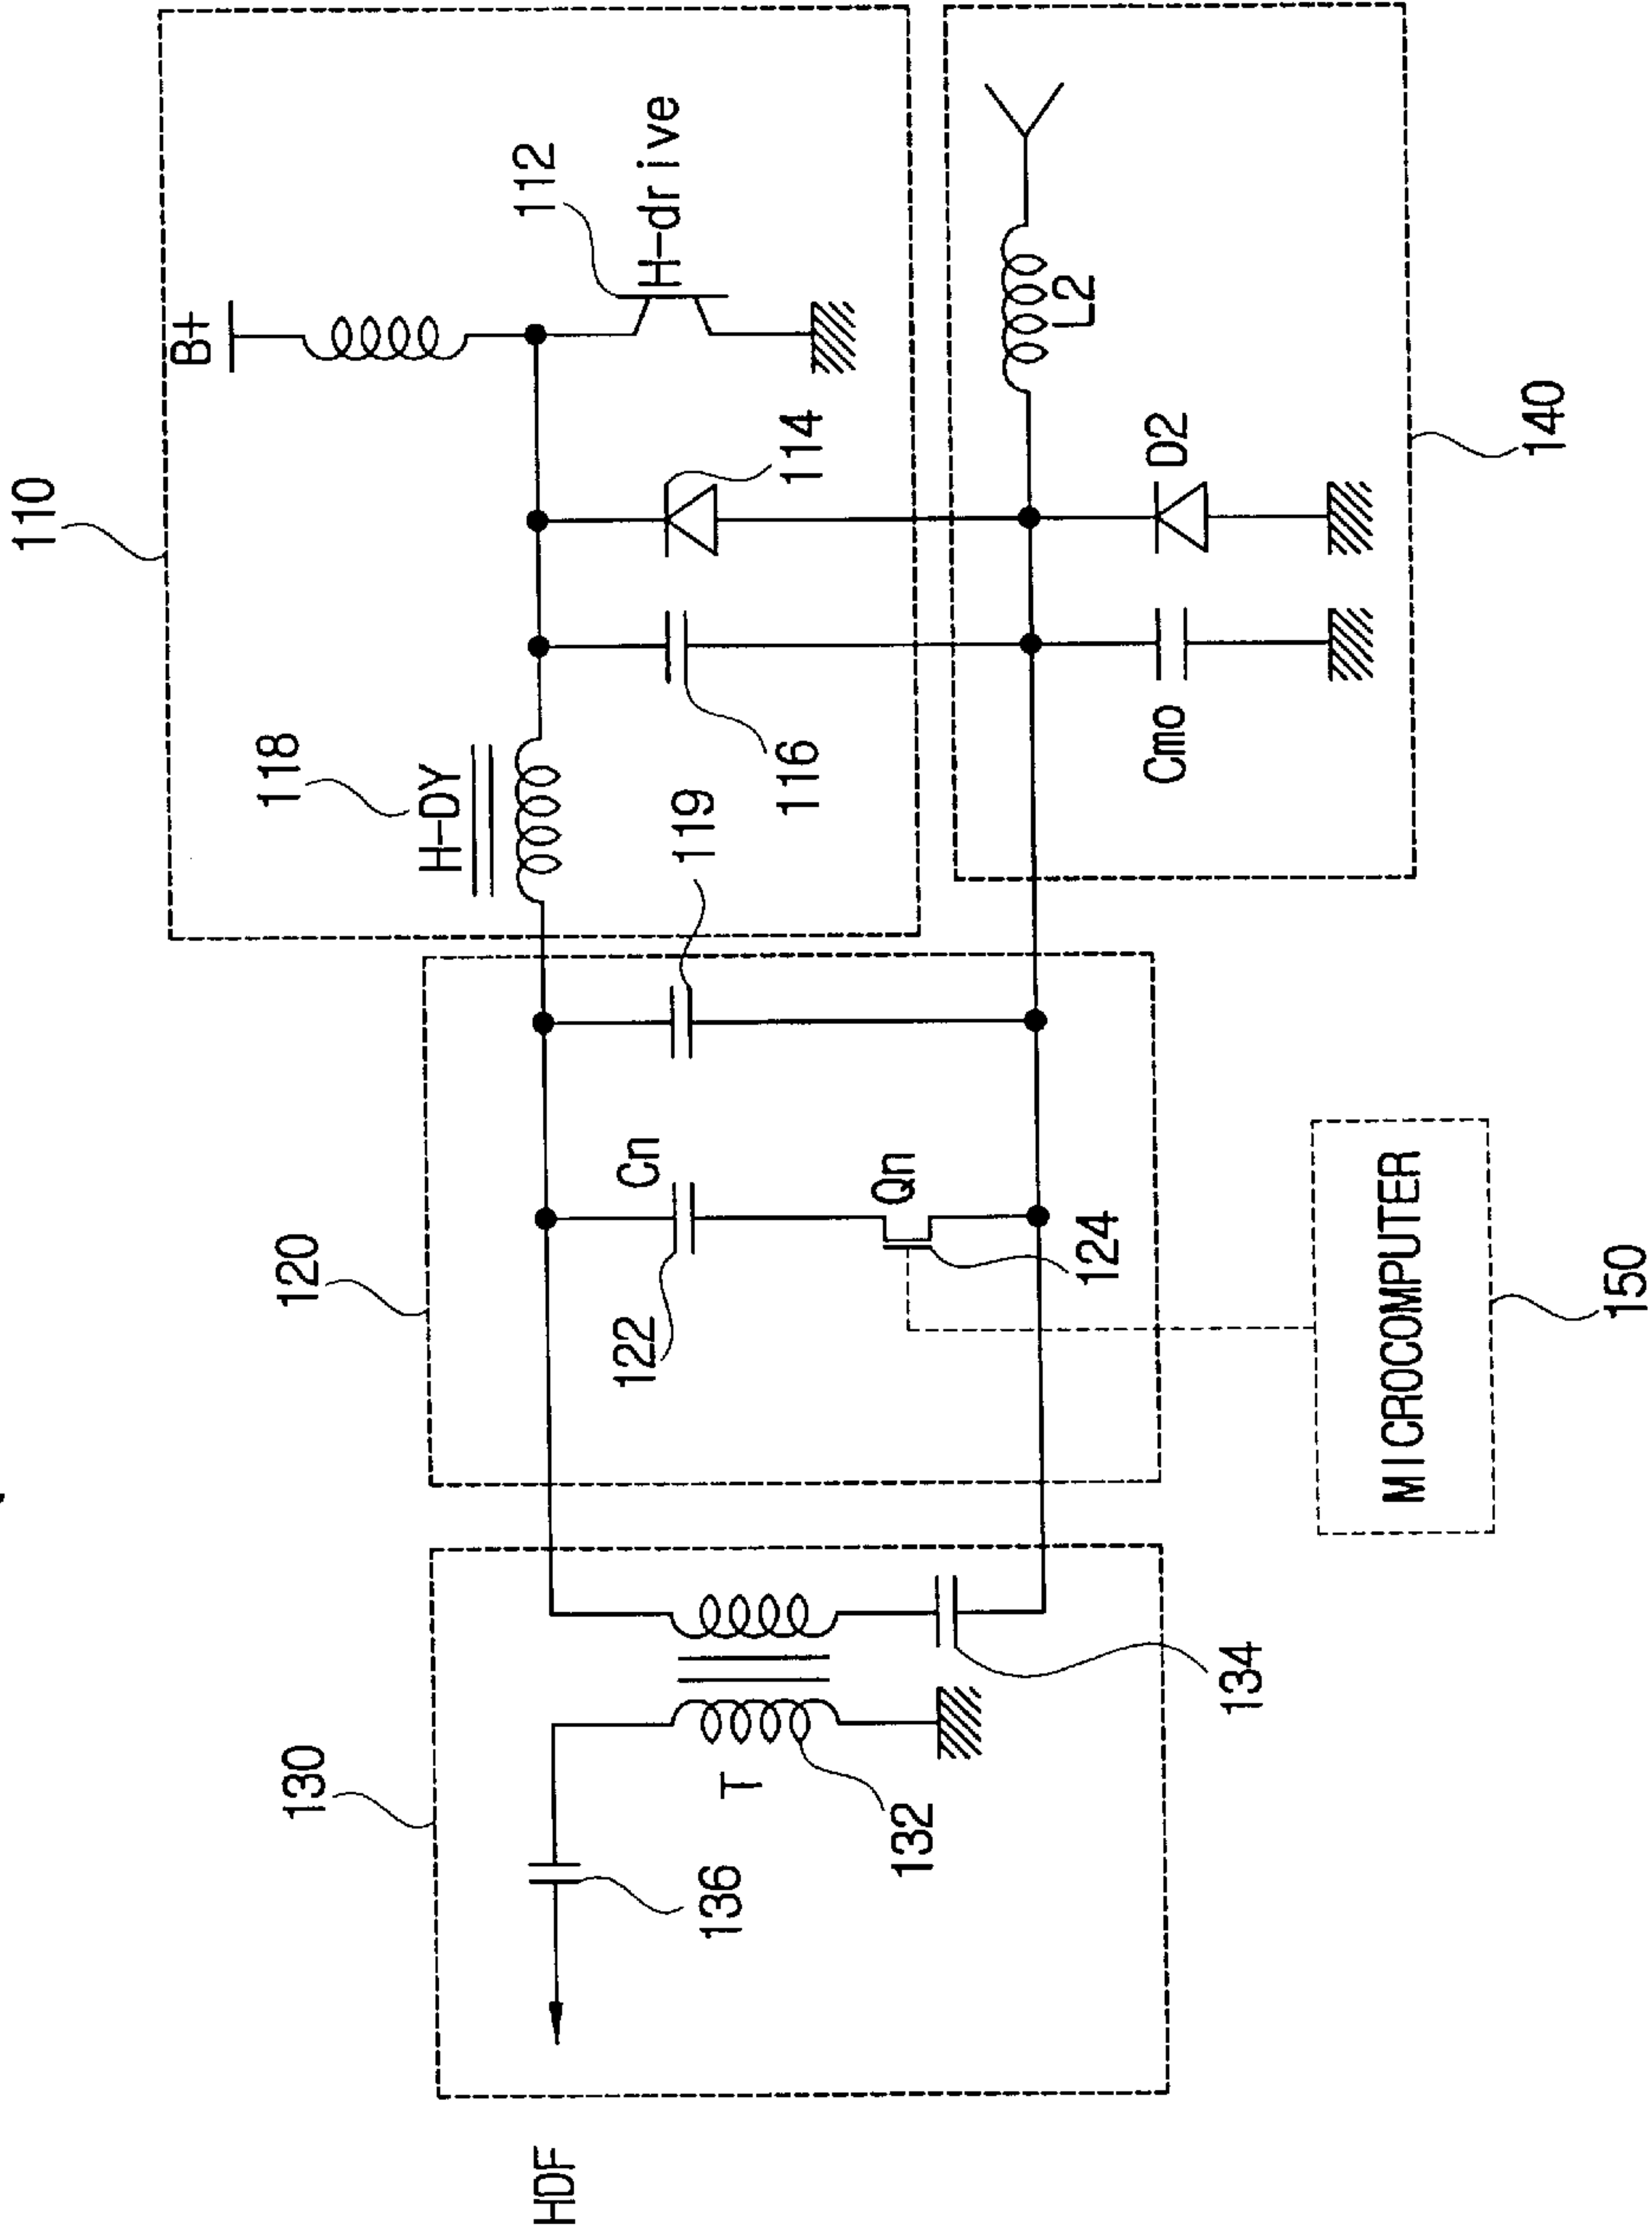 110
B+
112
H-drive
114
118
H-DY
116
119
L2
D2
Cmo
140
120
Cn
122
Qn
124
MICROCOMPUTER
150
130
T
132
134
136
HDF